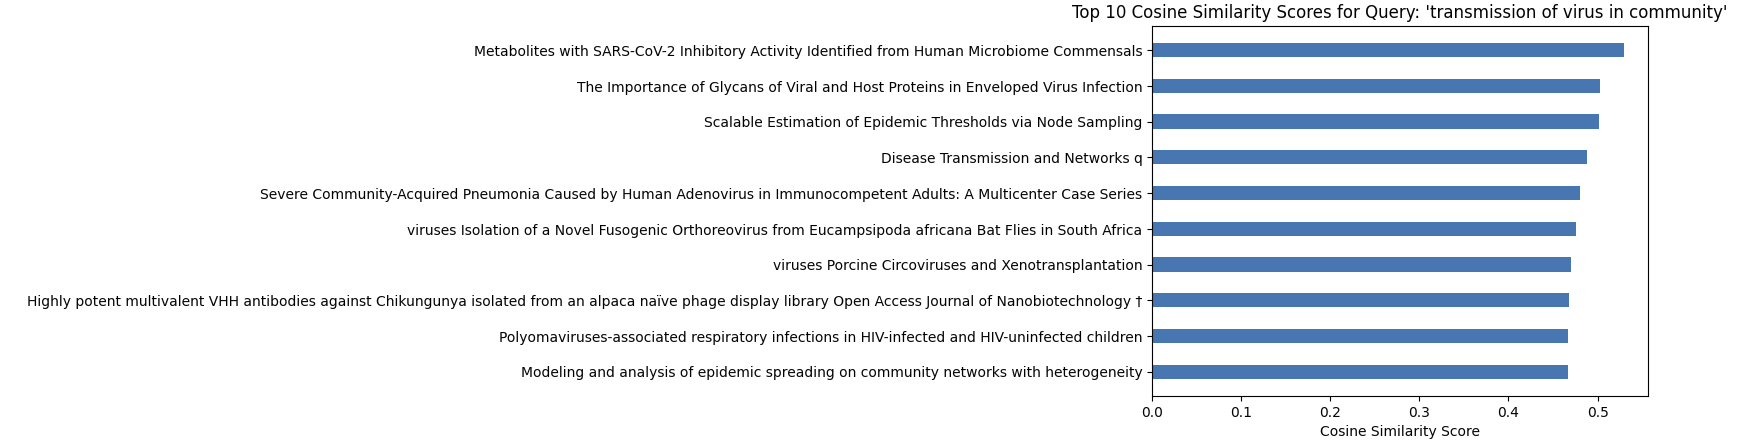 Top 10 Cosine Similarity Scores for Query: 'transmission of virus in community'
Metabolites with SARS-CoV-2 Inhibitory Activity Identified from Human Microbiome Commensals
The Importance of Glycans of Viral and Host Proteins in Enveloped Virus Infection
Scalable Estimation of Epidemic Thresholds via Node Sampling
Disease Transmission and Networks q
Severe Community-Acquired Pneumonia Caused by Human Adenovirus in Immunocompetent Adults: A Multicenter Case Series
viruses Isolation of a Novel Fusogenic Orthoreovirus from Eucampsipoda africana Bat Flies in South Africa
viruses Porcine Circoviruses and Xenotransplantation
Highly potent multivalent VHH antibodies against Chikungunya isolated from an alpaca naïve phage display library Open Access Journal of Nanobiotechnology †
Polyomaviruses-associated respiratory infections in HIV-infected and HIV-uninfected children
Modeling and analysis of epidemic spreading on community networks with heterogeneity
0.0 0.1 0.2 0.3 0.4 0.5
Cosine Similarity Score